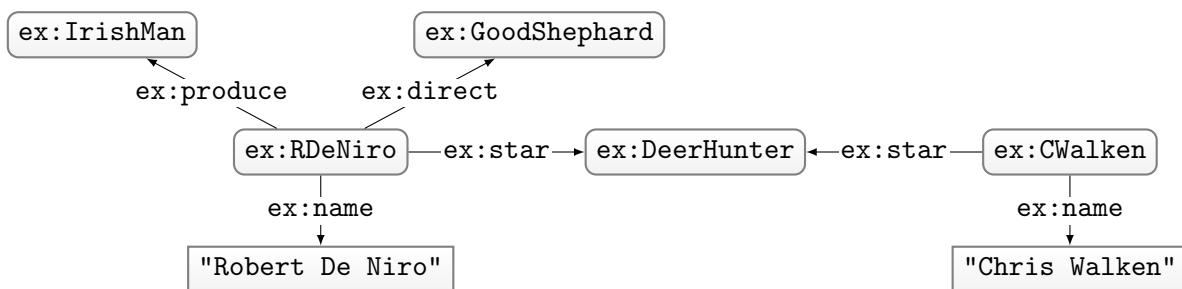 ex:IrishMan ex:GoodShephard
ex:produce ex:direct
ex:RDeNiro ex:star ex:DeerHunter ex:star ex:CWalken
ex:name ex:name
"Robert De Niro" "Chris Walken"